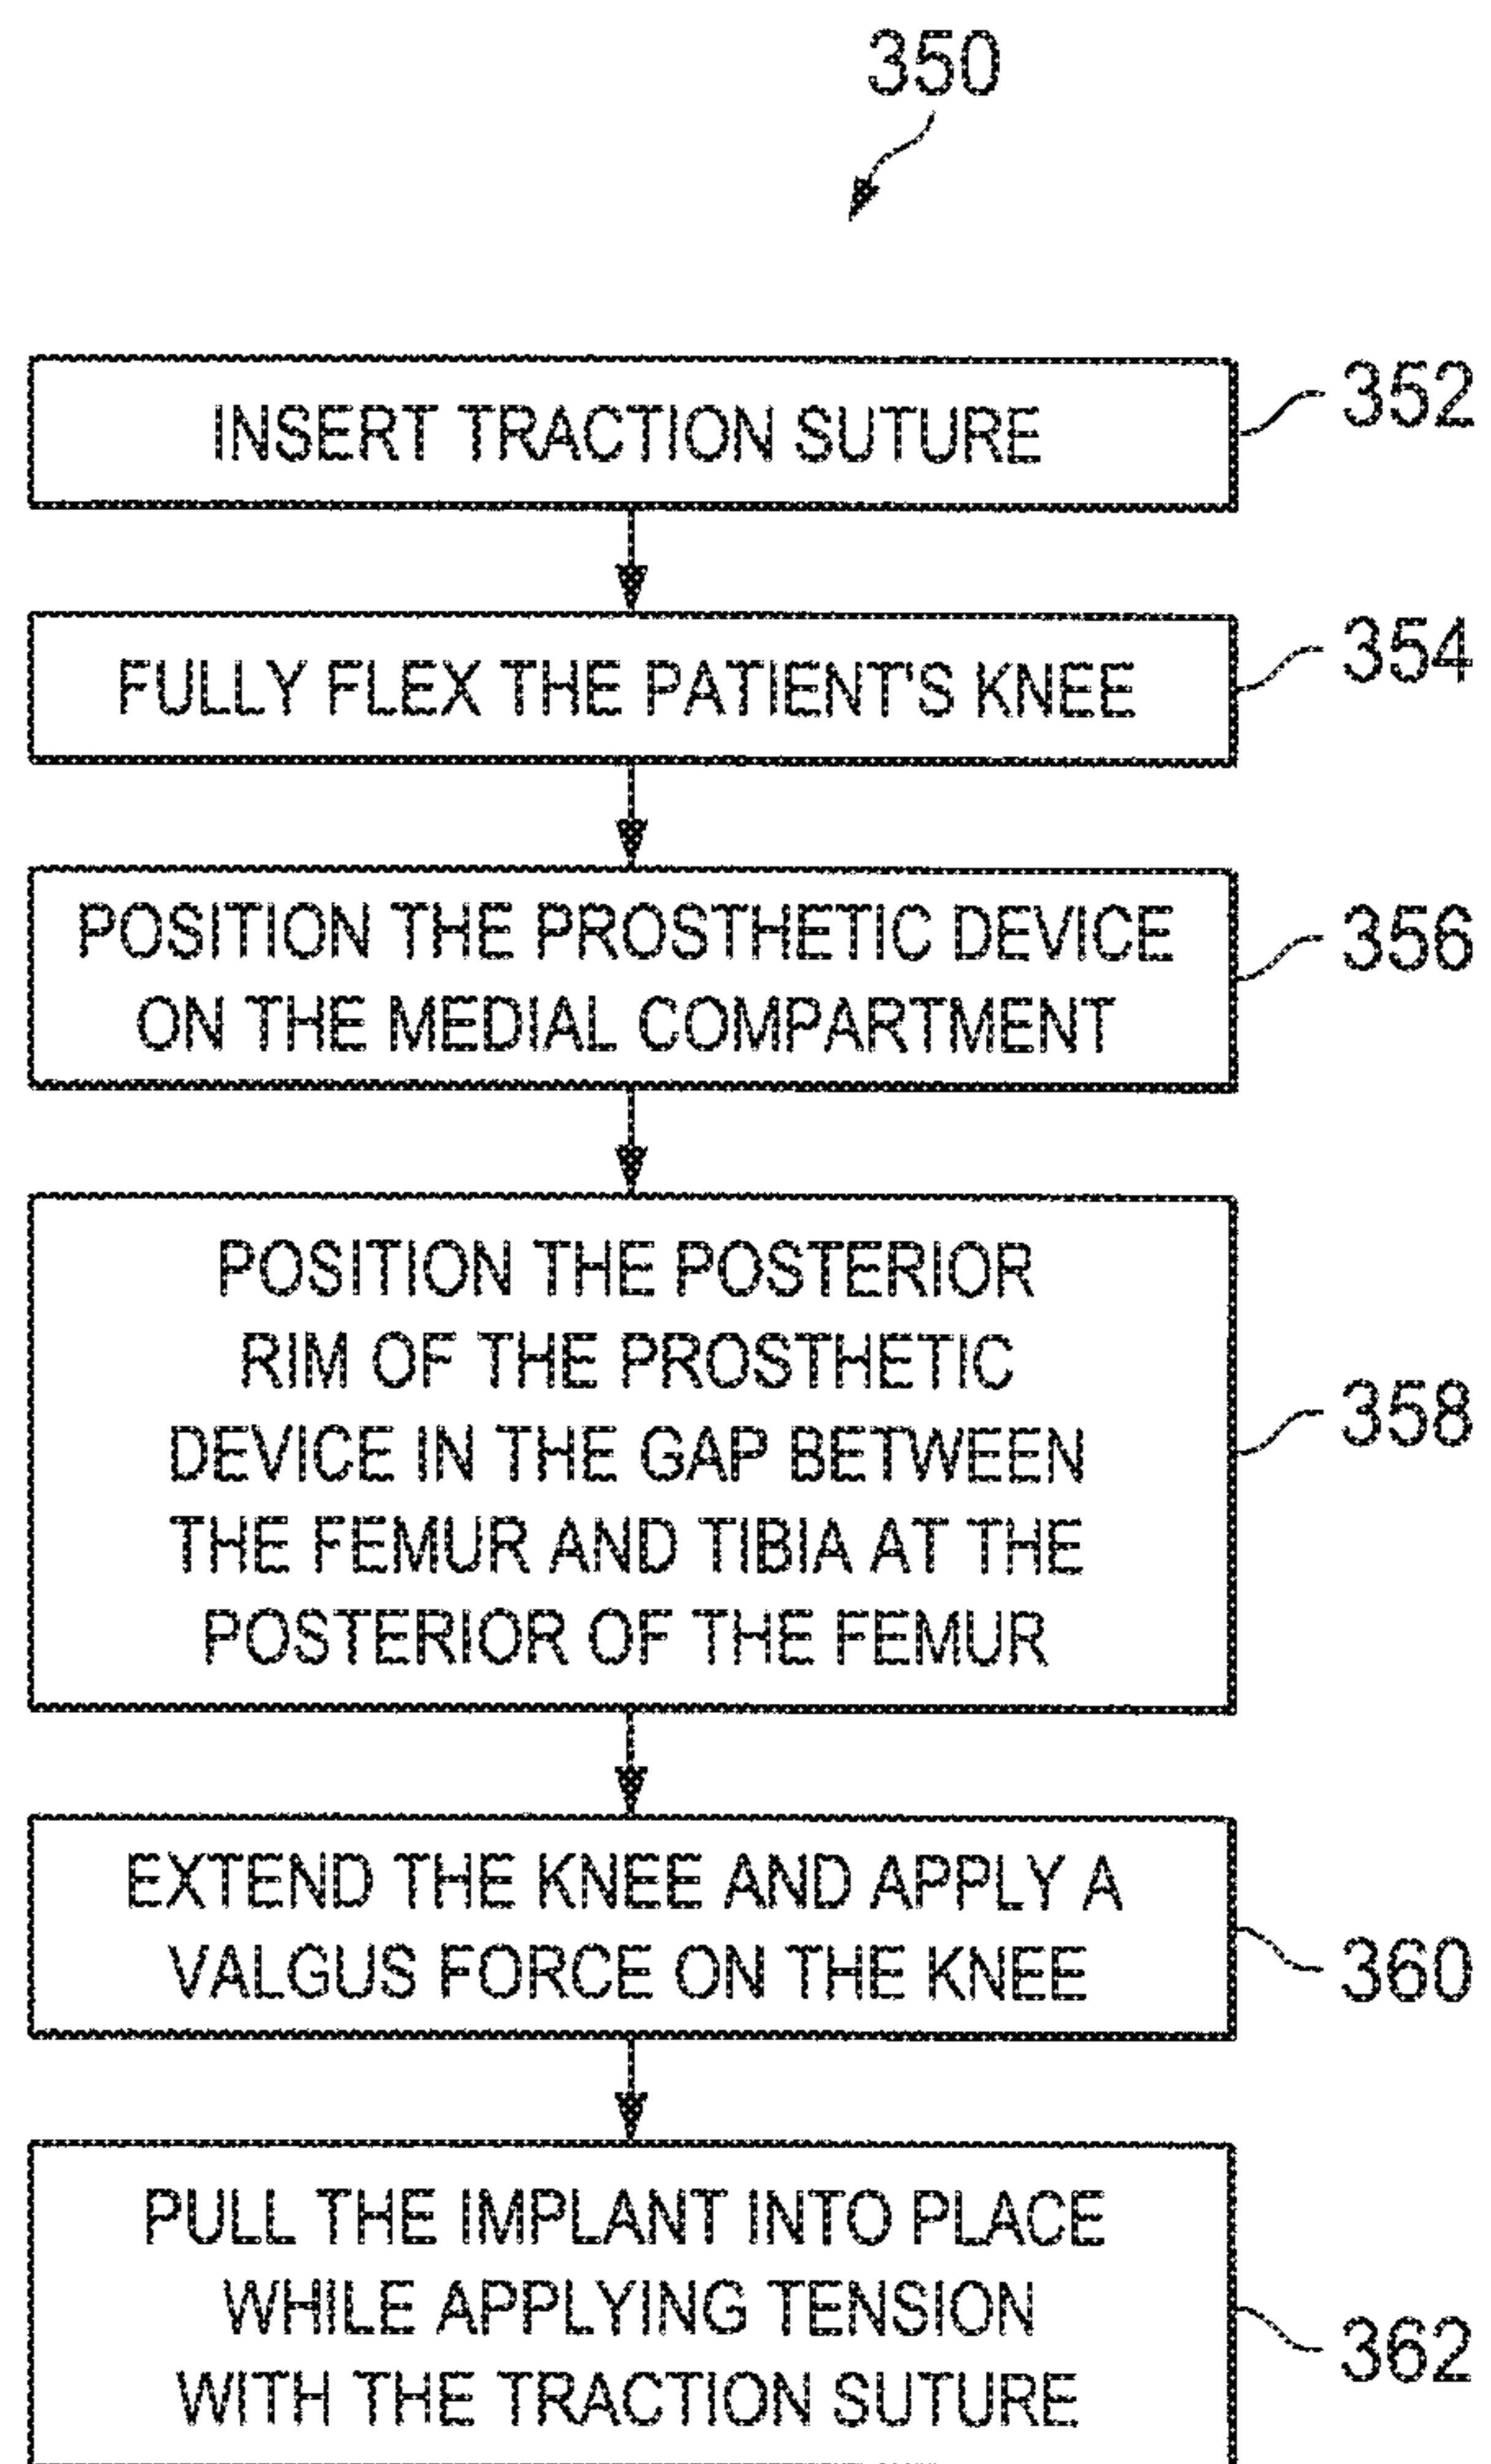 350
INSERT TRACTION SUTURE
352
FULLY FLEX THE PATIENT'S KNEE
354
POSITION THE PROSTHETIC DEVICE
ON THE MEDIAL COMPARTMENT
356
POSITION THE POSTERIOR
RIM OF THE PROSTHETIC
DEVICE IN THE GAP BETWEEN
THE FEMUR AND TIBIA AT THE
POSTERIOR OF THE FEMUR
358
EXTEND THE KNEE AND APPLY A
VALGUS FORCE ON THE KNEE
360
PULL THE IMPLANT INTO PLACE
WHILE APPLYING TENSION
WITH THE TRACTION SUTURE
362